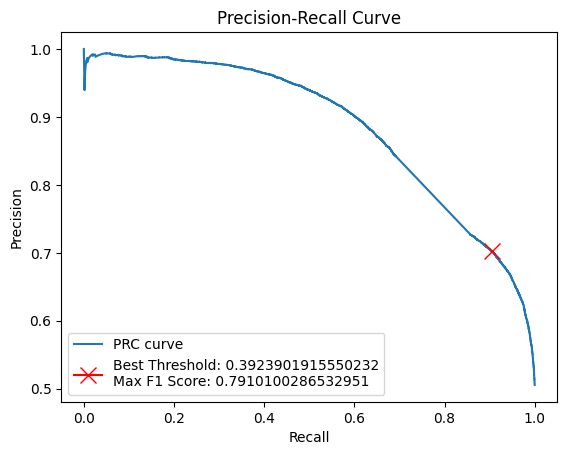 Precision-Recall Curve
1.0
0.9
0.8
0.7
0.6
0.5
Precision
PRC curve
Best Threshold: 0.3923901915550232
Max F1 Score: 0.7910100286532951
0.0 0.2 0.4 0.6 0.8 1.0
Recall